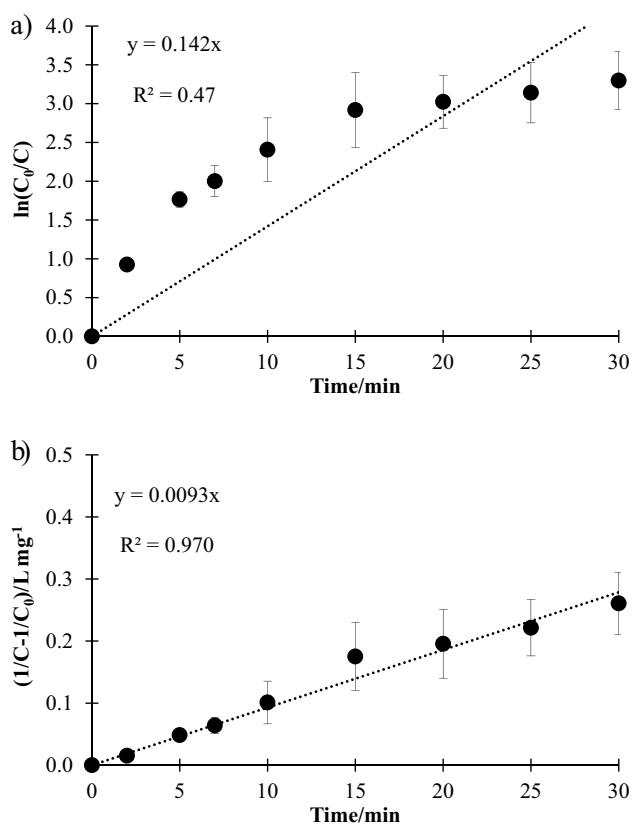 a)
y = 0.142x
R² = 0.47
ln(C₀/C)
4.0
3.5
3.0
2.5
2.0
1.5
1.0
0.5
0.0
0 5 10 15 20 25 30
Time/min
b)
y = 0.0093x
R² = 0.970
(1/C-1/C₀)/L mg⁻¹
0.5
0.4
0.3
0.2
0.1
0.0
0 5 10 15 20 25 30
Time/min